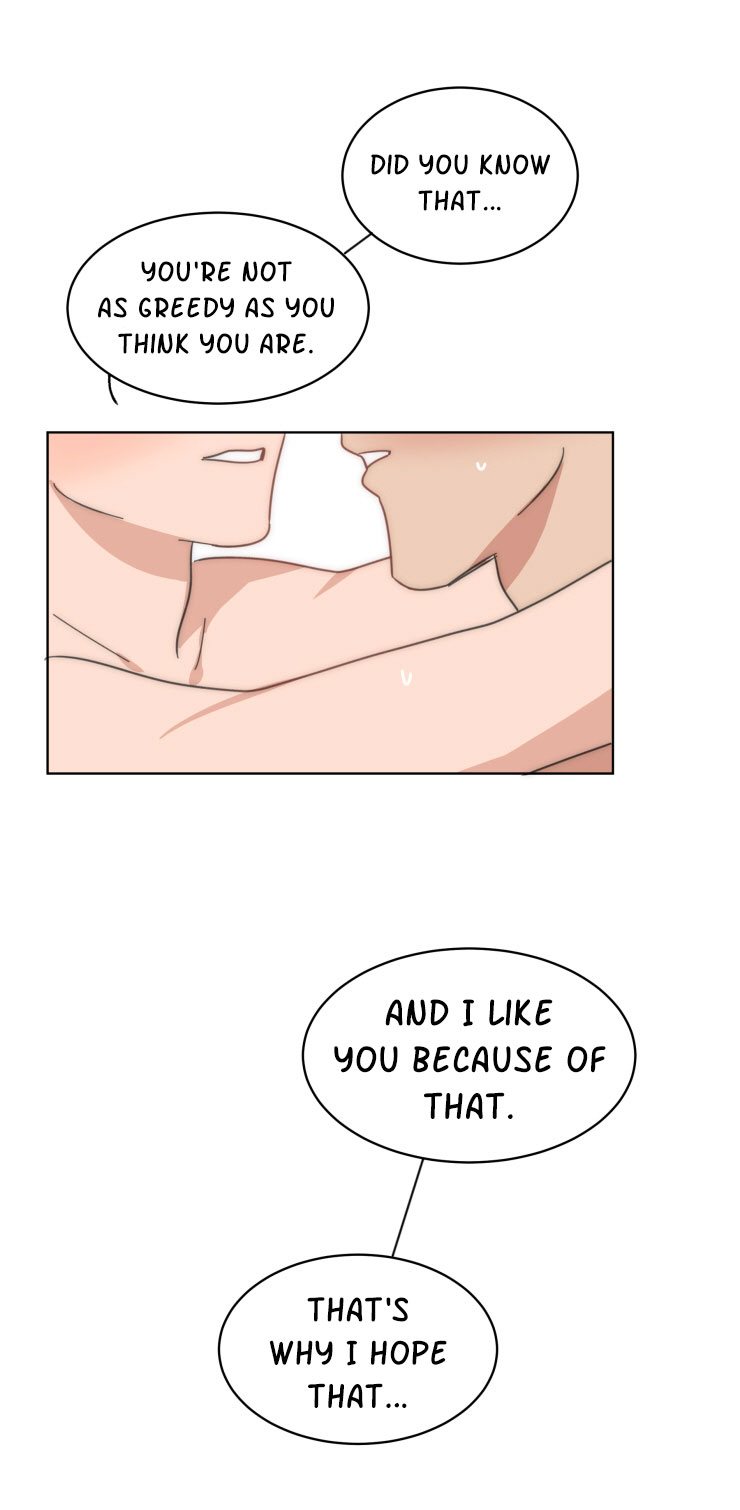 DID YOU KNOW
THAT...
YOU'RE NOT
AS GREEDY AS YOU
THINK YOU ARE.
AND I LIKE
YOU BECAUSE OF
THAT.
THAT'S
WHY I HOPE
THAT...